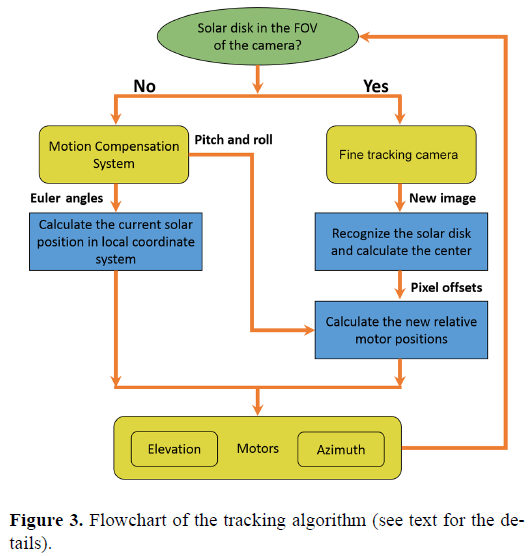 Solar disk in the FOV
of the camera?
No
Yes
Motion Compensation
System
Pitch and roll
Fine tracking camera
Euler angles
New image
Calculate the current solar
position in local coordinate
system
Recognize the solar disk
and calculate the center
Pixel offsets
Calculate the new relative
motor positions
Elevation
Motors
Azimuth
Figure 3. Flowchart of the tracking algorithm (see text for the de-
tails).